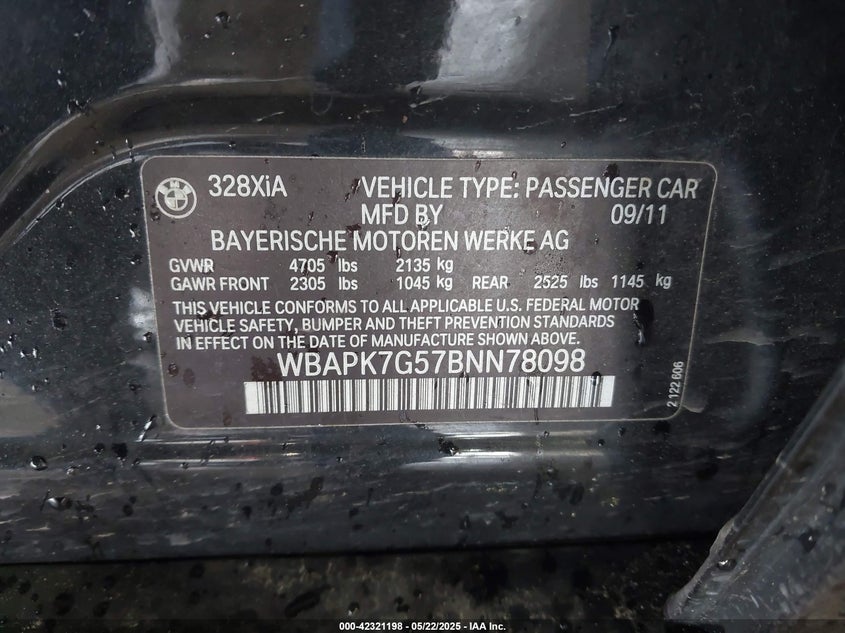 328XiA VEHICLE TYPE: PASSENGER CAR
MFD BY 09/11
BAYERISCHE MOTOREN WERKE AG
GVWR 4705 lbs 2135 kg
GAWR FRONT 2305 lbs 1045 kg REAR 2525 lbs 1145 kg
THIS VEHICLE CONFORMS TO ALL APPLICABLE U.S. FEDERAL MOTOR
VEHICLE SAFETY, BUMPER AND THEFT PREVENTION STANDARDS
IN EFFECT ON THE DATE OF MANUFACTURE SHOWN ABOVE.
WBAPK7G57BNN78098
2 122 606
000-42321198 - 05/22/2025 - IAA Inc.